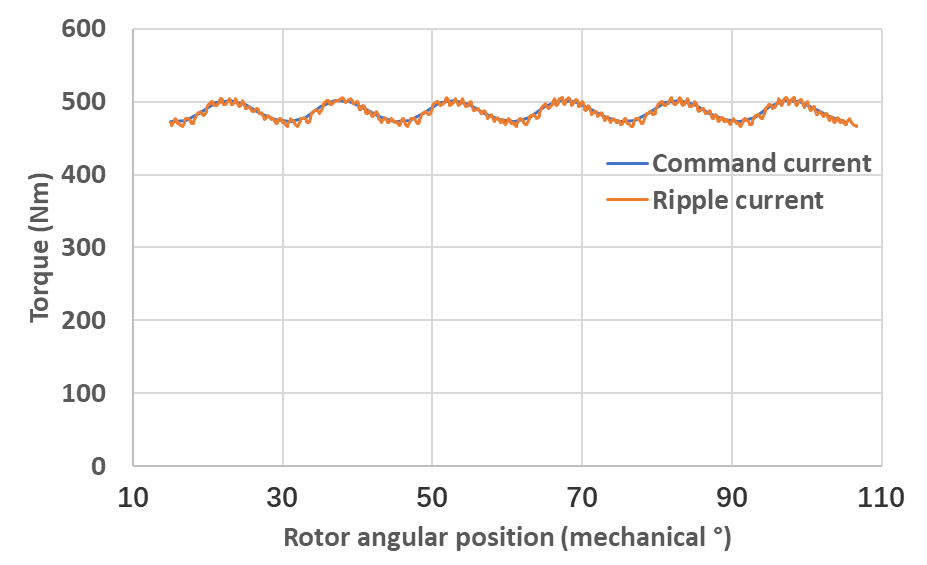 600
500
400
300
200
100
0
Torque (Nm)
Command current
Ripple current
10 30 50 70 90 110
Rotor angular position (mechanical °)